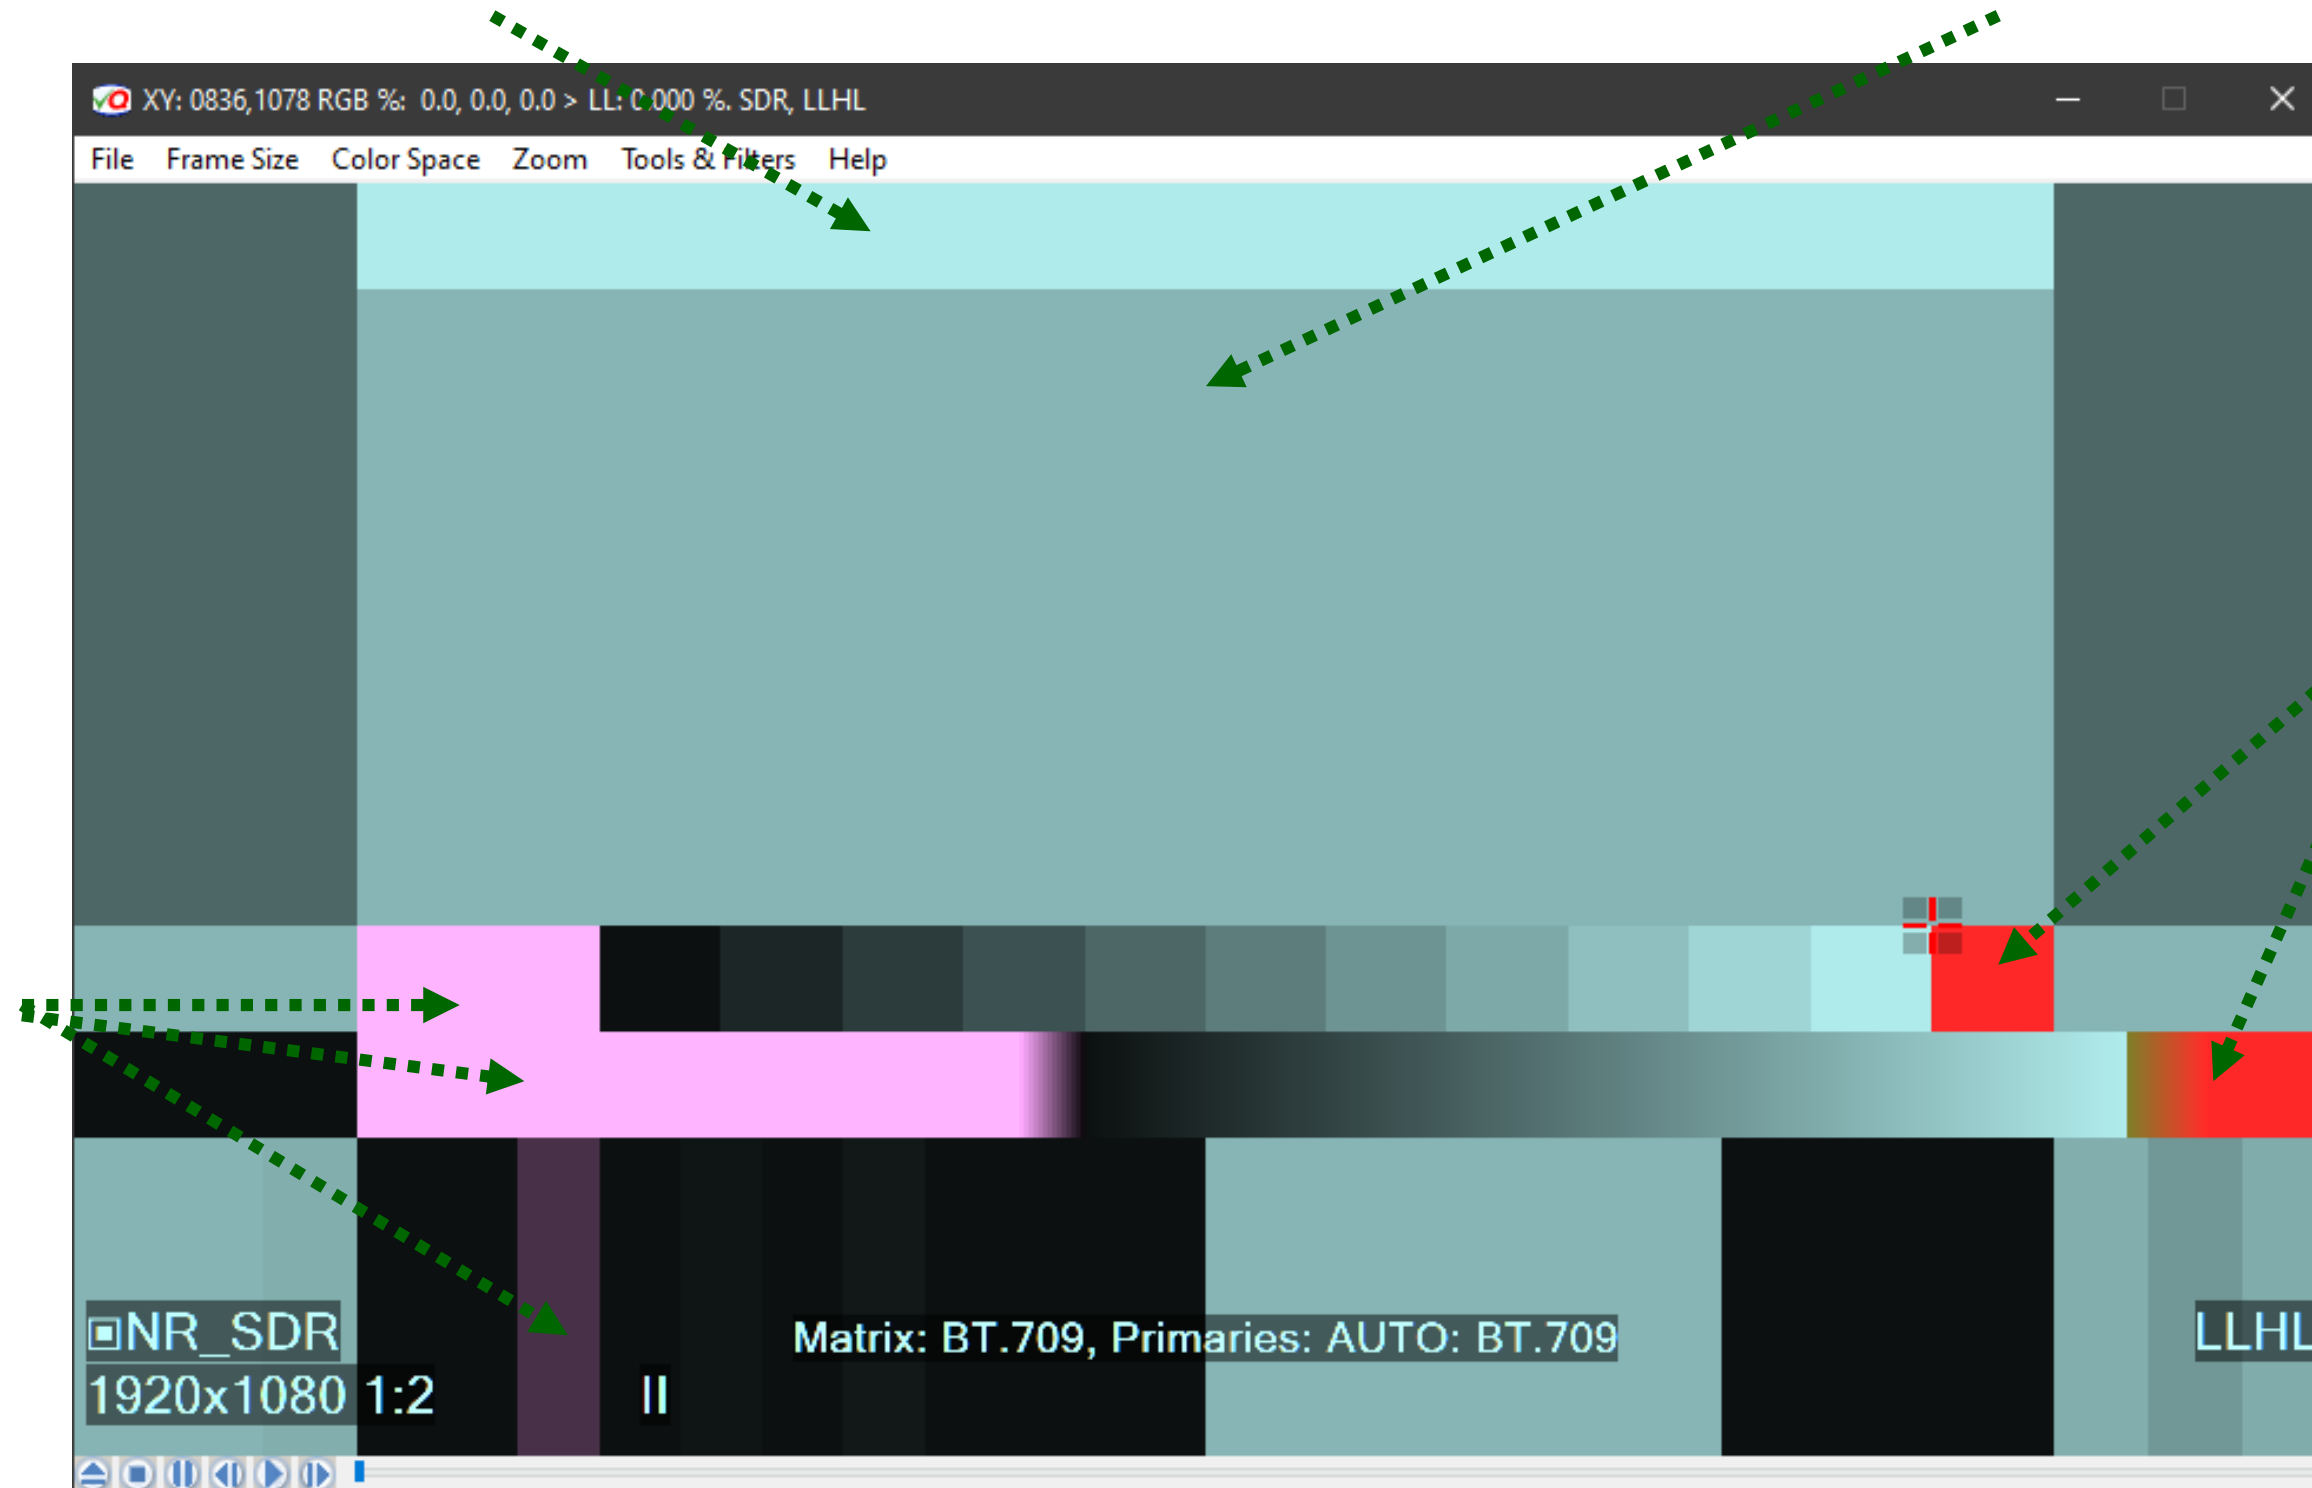 XY: 0836,1078 RGB %: 0.0, 0.0, 0.0 > LL: 0.000 %. SDR, LLHL
File Frame Size Color Space Zoom Tools & Filters Help
NR_SDR
Matrix: BT.709, Primaries: AUTO: BT.709
LLHL
1920x1080 1:2